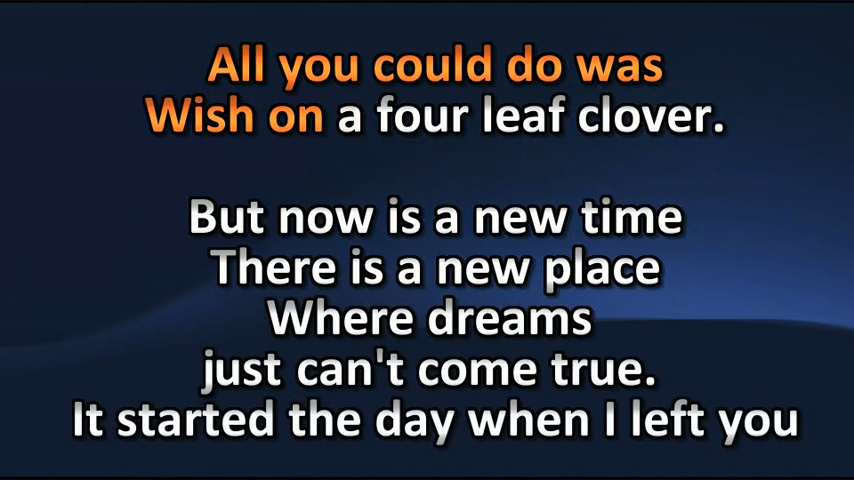 All you could do was
Wish on a four leaf clover.
But now is a new time
There is a new place
Where dreams
just can't come true.
It started the day when I left you